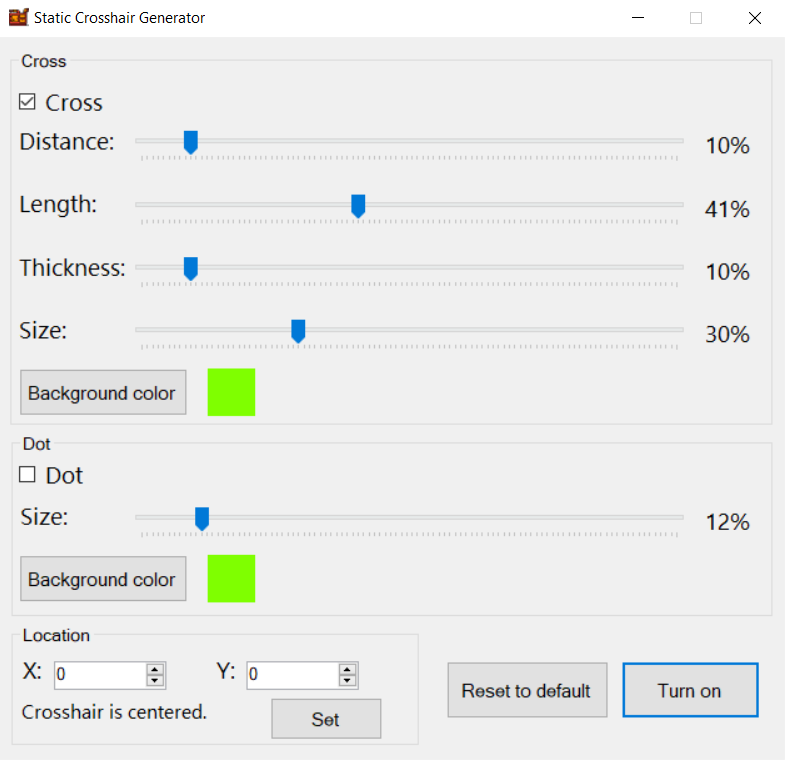 Static Crosshair Generator
Cross
Cross
Distance: 10%
Length: 41%
Thickness: 10%
Size: 30%
Background color
Dot
Dot
Size: 12%
Background color
Location
X: 0 Y: 0
Crosshair is centered. Set
Reset to default Turn on